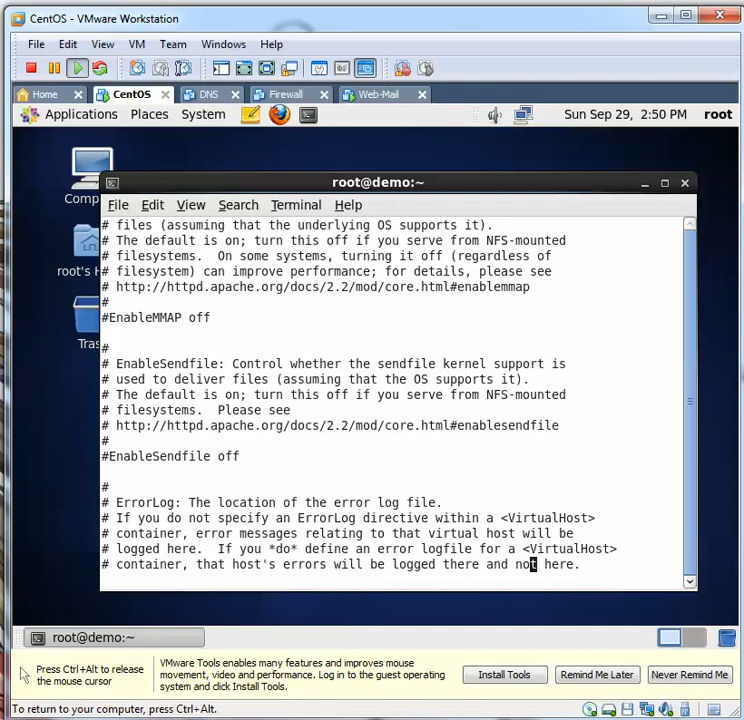 CentOS - VMware Workstation
File Edit View VM Team Windows Help
Home CentOS DNS Firewall Web-Mail
Applications Places System Sun Sep 29, 2:50 PM root
root@demo:~
Comp
File Edit View Search Terminal Help
root's H
Tras
# files (assuming that the underlying OS supports it).
# The default is on; turn this off if you serve from NFS-mounted
# filesystems.  On some systems, turning it off (regardless of
# filesystem) can improve performance; for details, please see
# http://httpd.apache.org/docs/2.2/mod/core.html#enablemmap
#
#EnableMMAP off
#
# EnableSendfile: Control whether the sendfile kernel support is
# used to deliver files (assuming that the OS supports it).
# The default is on; turn this off if you serve from NFS-mounted
# filesystems.  Please see
# http://httpd.apache.org/docs/2.2/mod/core.html#enablesendfile
#
#EnableSendfile off
#
# ErrorLog: The location of the error log file.
# If you do not specify an ErrorLog directive within a <VirtualHost>
# container, error messages relating to that virtual host will be
# logged here.  If you *do* define an error logfile for a <VirtualHost>
# container, that host's errors will be logged there and not here.
root@demo:~
Press Ctrl+Alt to release
the mouse cursor
VMware Tools enables many features and improves mouse
movement, video and performance. Log in to the guest operating
system and click Install Tools.
Install Tools Remind Me Later Never Remind Me
To return to your computer, press Ctrl+Alt.